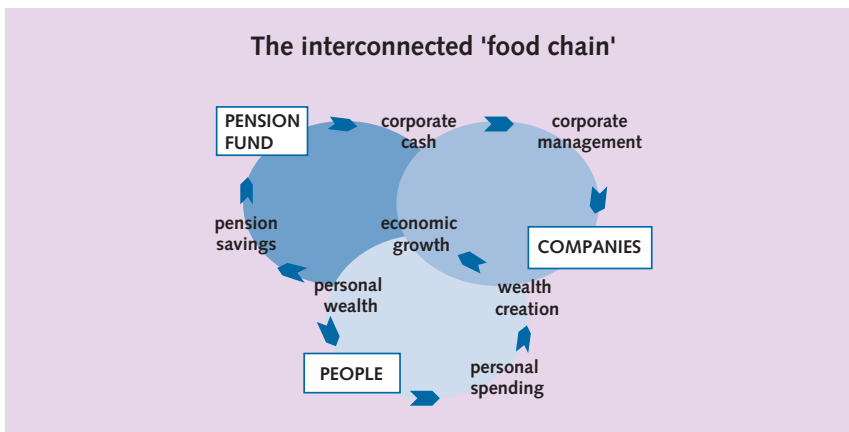 The interconnected 'food chain'
PENSION
FUND
corporate
cash
corporate
management
pension
savings
economic
growth
COMPANIES
personal
wealth
wealth
creation
PEOPLE
personal
spending